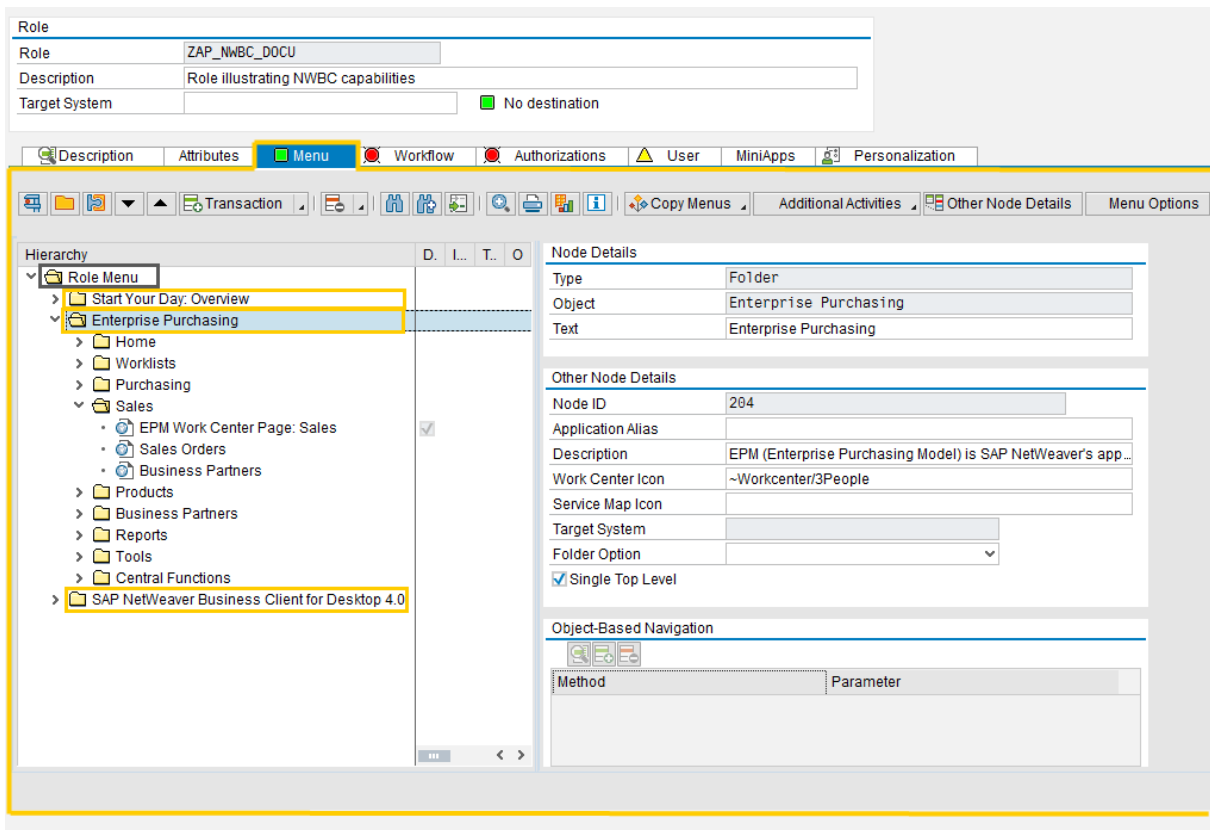 Role
Role ZAP_NWBC_DOCU
Description Role illustrating NWBC capabilities
Target System No destination
Description Attributes Menu Workflow Authorizations User MiniApps Personalization
Transaction Copy Menus Additional Activities Other Node Details Menu Options
Hierarchy D. I... T.. O
Role Menu
Start Your Day: Overview
Enterprise Purchasing
Home
Worklists
Purchasing
Sales
EPM Work Center Page: Sales
Sales Orders
Business Partners
Products
Business Partners
Reports
Tools
Central Functions
SAP NetWeaver Business Client for Desktop 4.0
Node Details
Type Folder
Object Enterprise Purchasing
Text Enterprise Purchasing
Other Node Details
Node ID 204
Application Alias
Description EPM (Enterprise Purchasing Model) is SAP NetWeaver's app...
Work Center Icon ~Workcenter/3People
Service Map Icon
Target System
Folder Option
Single Top Level
Object-Based Navigation
Method Parameter